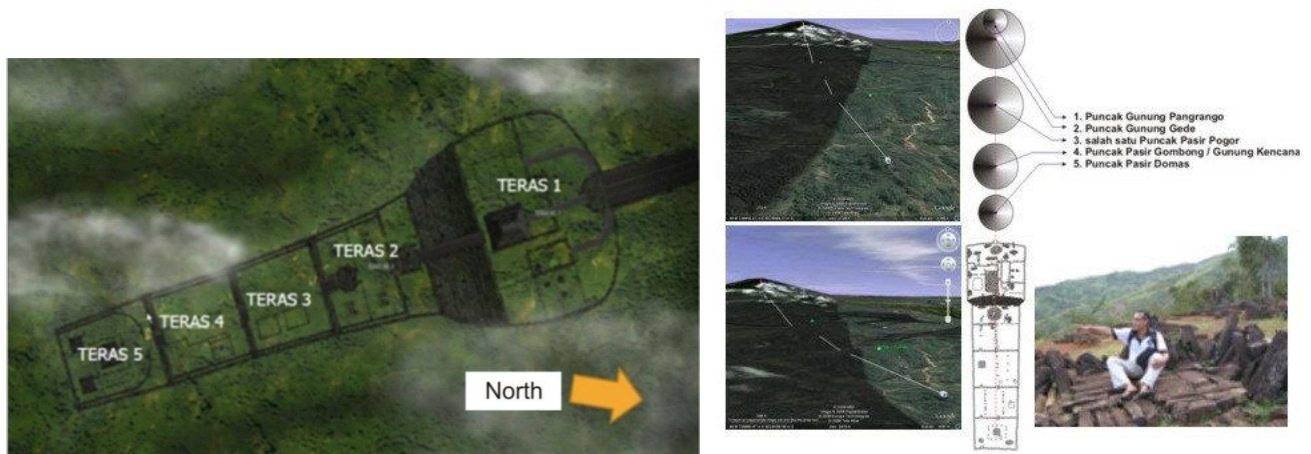 TERAS 1
TERAS 2
TERAS 3
TERAS 4
TERAS 5
North
1. Puncak Gunung Pangrango
2. Puncak Gunung Gede
3. salah satu Puncak Pasir Pogor
4. Puncak Pasir Gombong / Gunung Kencana
5. Puncak Pasir Domas